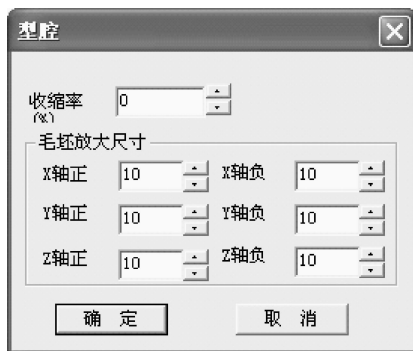 型腔
收缩率 0
(%)
毛坯放大尺寸
X轴正 10 X轴负 10
Y轴正 10 Y轴负 10
Z轴正 10 Z轴负 10
确 定 取 消